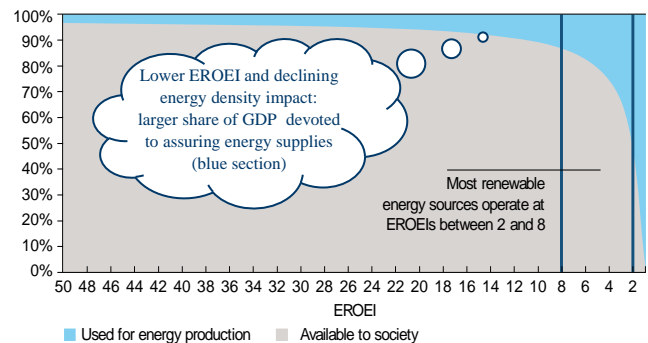 100%
90%
80%
70%
60%
50%
40%
30%
20%
10%
0%
Lower EROEI and declining
energy density impact:
larger share of GDP devoted
to assuring energy supplies
(blue section)
Most renewable
energy sources operate at
EROEIs between 2 and 8
50 48 46 44 42 40 38 36 34 32 30 28 26 24 22 20 18 16 14 12 10 8 6 4 2
EROEI
Used for energy production Available to society